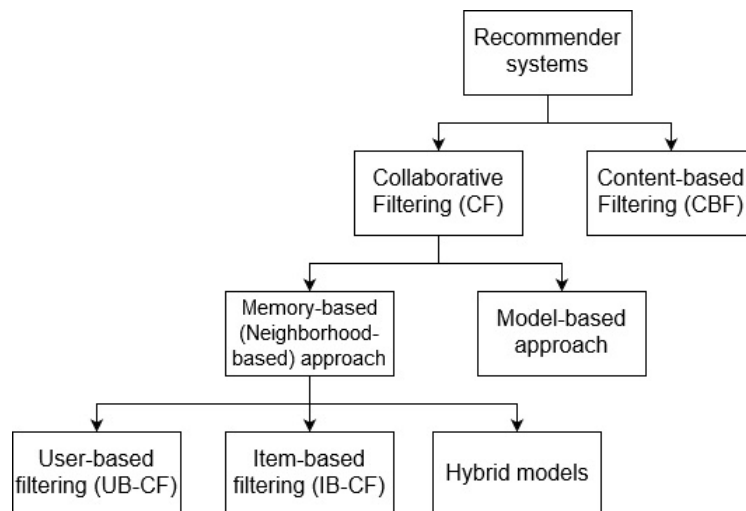 Recommender
systems
Collaborative
Filtering (CF)
Content-based
Filtering (CBF)
Memory-based
(Neighborhood-
based) approach
Model-based
approach
User-based
filtering (UB-CF)
Item-based
filtering (IB-CF)
Hybrid models